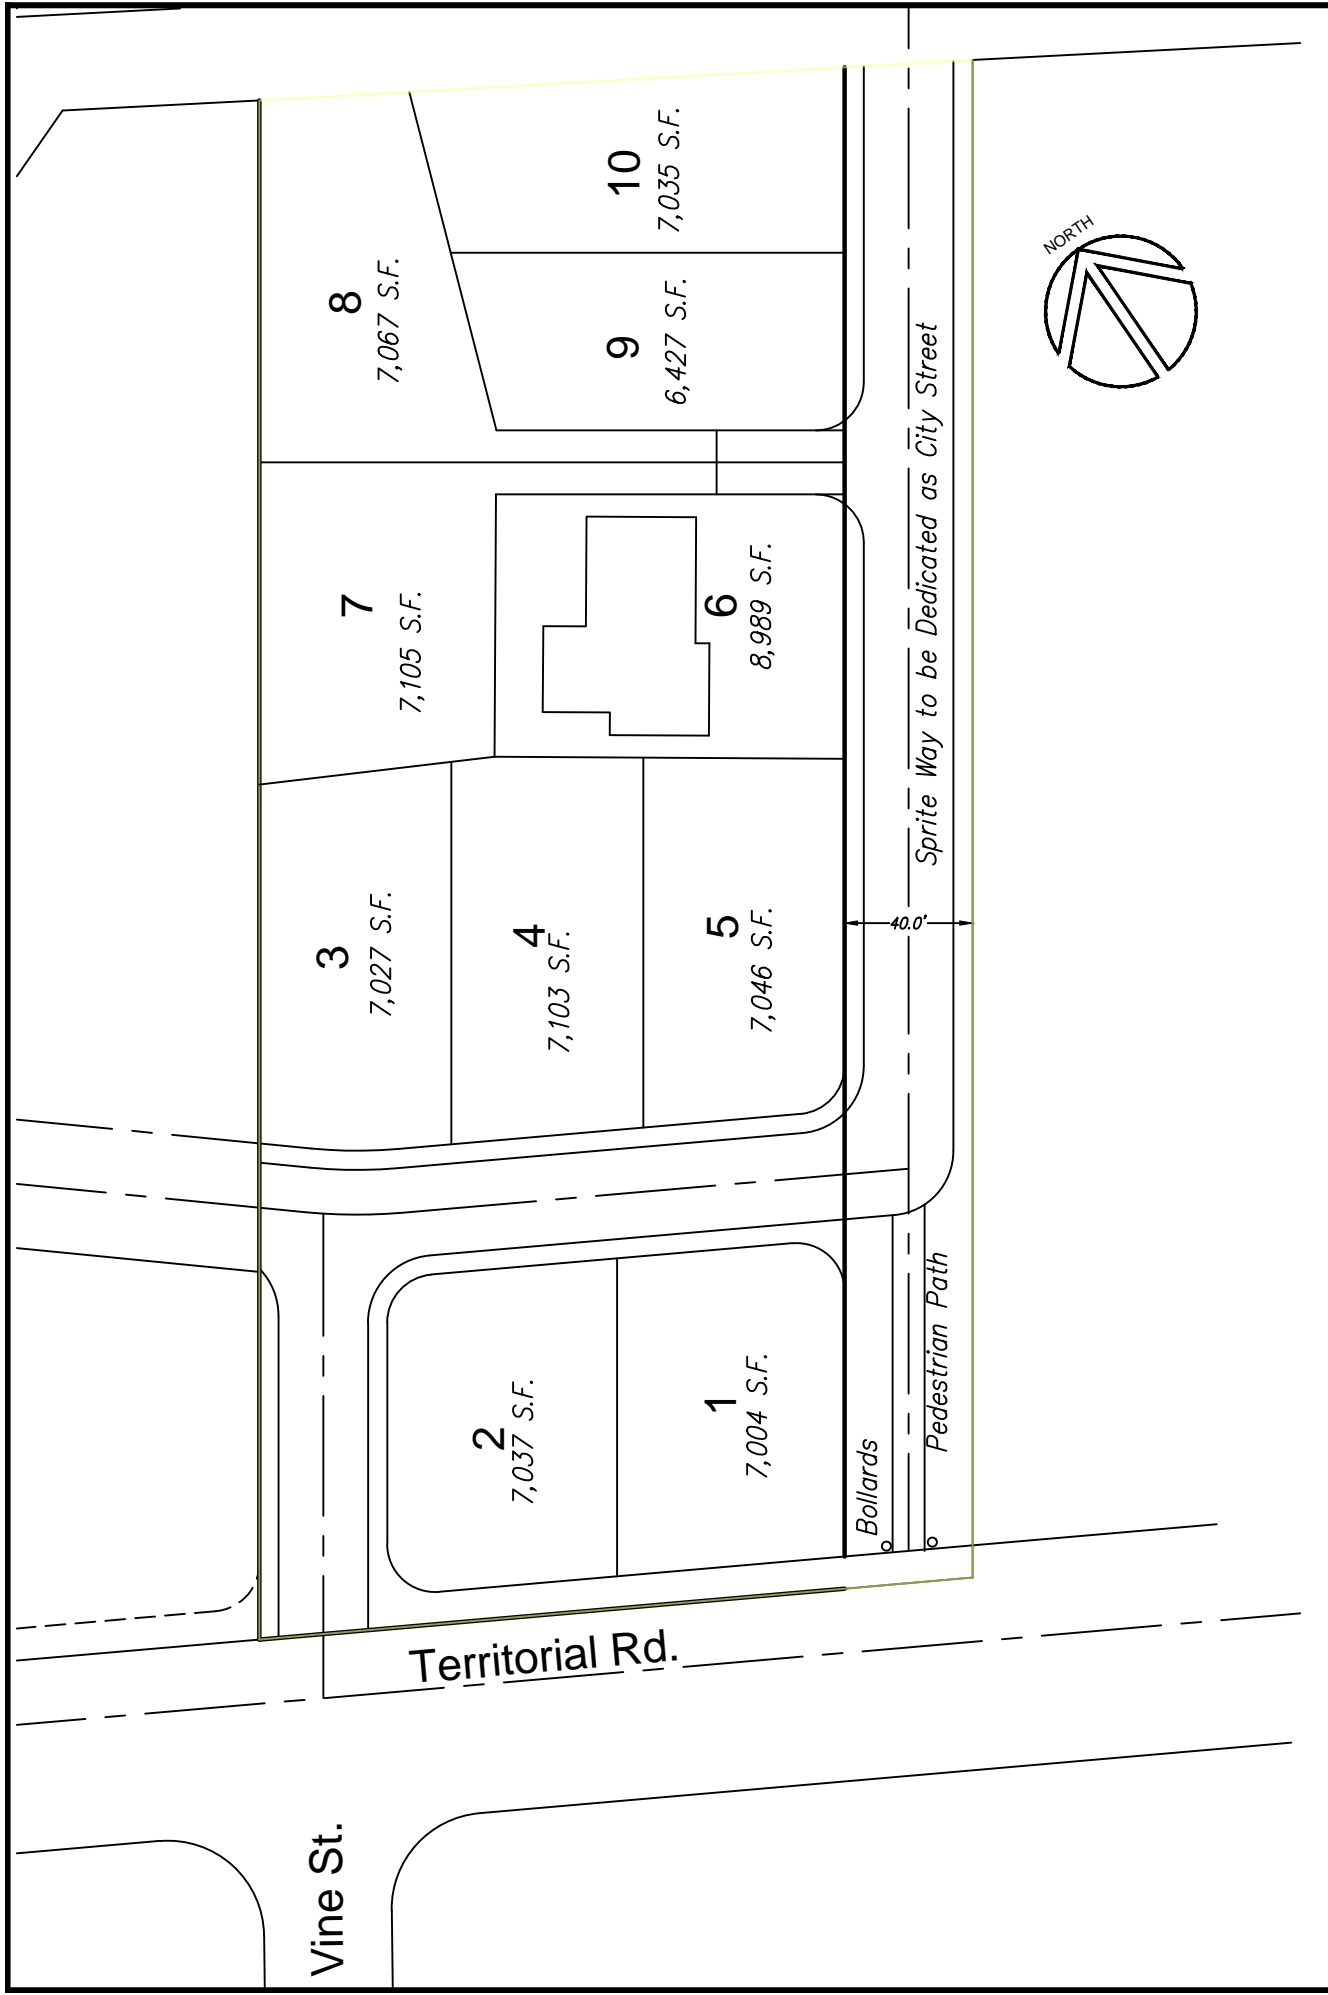 NORTH
10
7,035 S.F.
8
7,067 S.F.
9
6,427 S.F.
7
7,105 S.F.
6
8,989 S.F.
Sprite Way to be Dedicated as City Street
40.0'
3
7,027 S.F.
4
7,103 S.F.
5
7,046 S.F.
2
7,037 S.F.
1
7,004 S.F.
Bollards
Pedestrian Path
Territorial Rd.
Vine St.